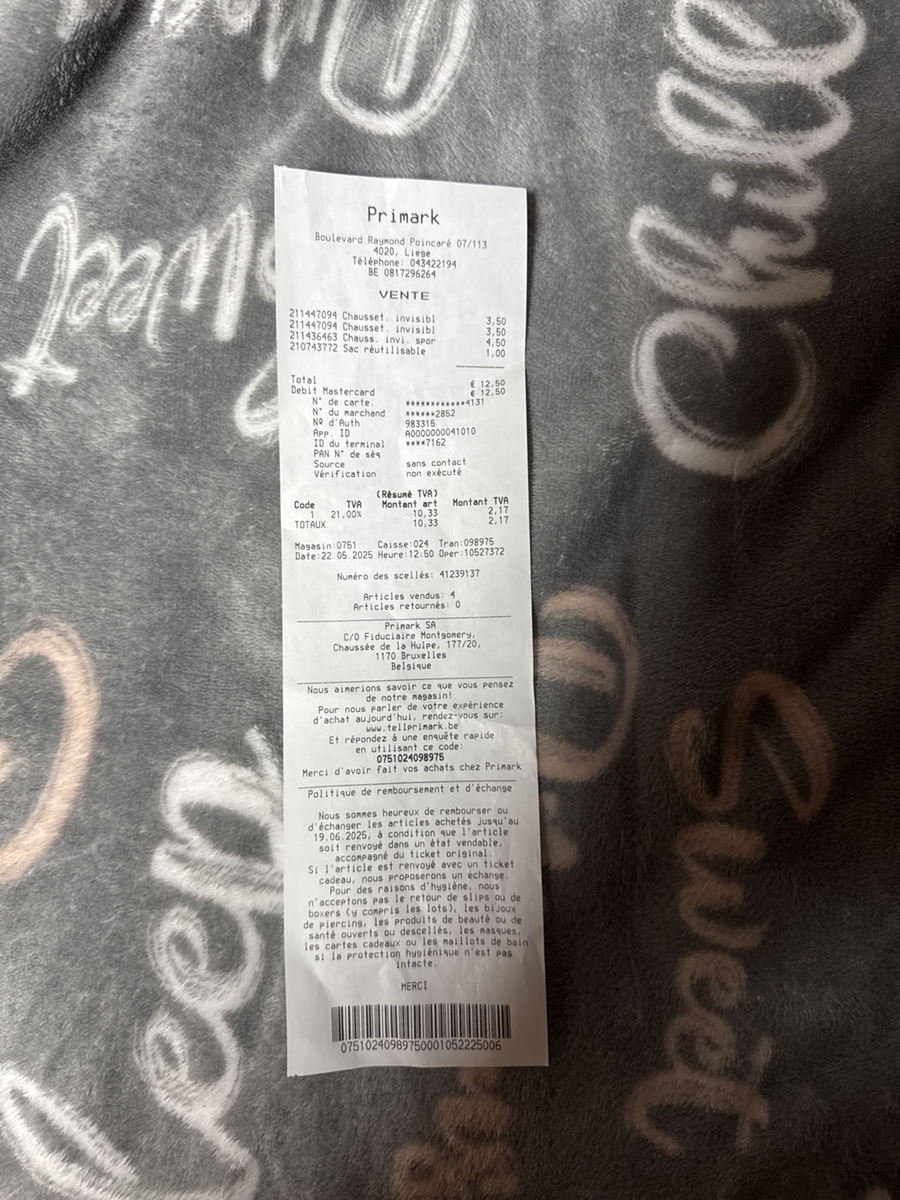 Primark
Boulevard Raymond Poincaré 07/113
4020, Liège
Téléphone: 043422194
BE 0817296264
VENTE
211447094 Chausset. invisibl 3,50
211447094 Chausset. invisibl 3,50
211436463 Chauss. invi. spor 4,50
210743772 Sac réutilisable 1,00
Total € 12,50
Debit Mastercard € 12,50
N° de carte. ************4131
N° du marchand ******2852
Nº d'Auth 983315
App. ID A0000000041010
ID du terminal ****7162
PAN N° de séq
Source sans contact
Vérification non exécuté
(Résumé TVA)
Code TVA Montant art Montant TVA
1 21,00% 10,33 2,17
TOTAUX 10,33 2,17
Magasin:0751 Caisse:024 Tran:098975
Date:22.05.2025 Heure:12:50 Oper:10527372
Numéro des scellés: 41239137
Articles vendus: 4
Articles retournés: 0
Primark SA
C/O Fiduciaire Montgomery,
Chaussée de la Hulpe, 177/20,
1170 Bruxelles
Belgique
Nous aimerions savoir ce que vous pensez
de notre magasin!
Pour nous parler de votre expérience
d'achat aujourd'hui, rendez-vous sur:
www.tellprimark.be
Et répondez à une enquête rapide
en utilisant ce code:
0751024098975
Merci d'avoir fait vos achats chez Primark
Politique de remboursement et d'échange
Nous sommes heureux de rembourser ou
d'échanger les articles achetés jusqu'au
19.06.2025, à condition que l'article
soit renvoyé dans un état vendable,
accompagné du ticket original.
Si l'article est renvoyé avec un ticket
cadeau, nous proposerons un échange.
Pour des raisons d'hygiène, nous
n'acceptons pas le retour de slips ou de
boxers (y compris les lots), les bijoux
de piercing, les produits de beauté ou de
santé ouverts ou descellés, les masques,
les cartes cadeaux ou les maillots de bain
si la protection hygiénique n'est pas
intacte.
MERCI
07510240989750001052225006
Chill
Sweet
Sweet